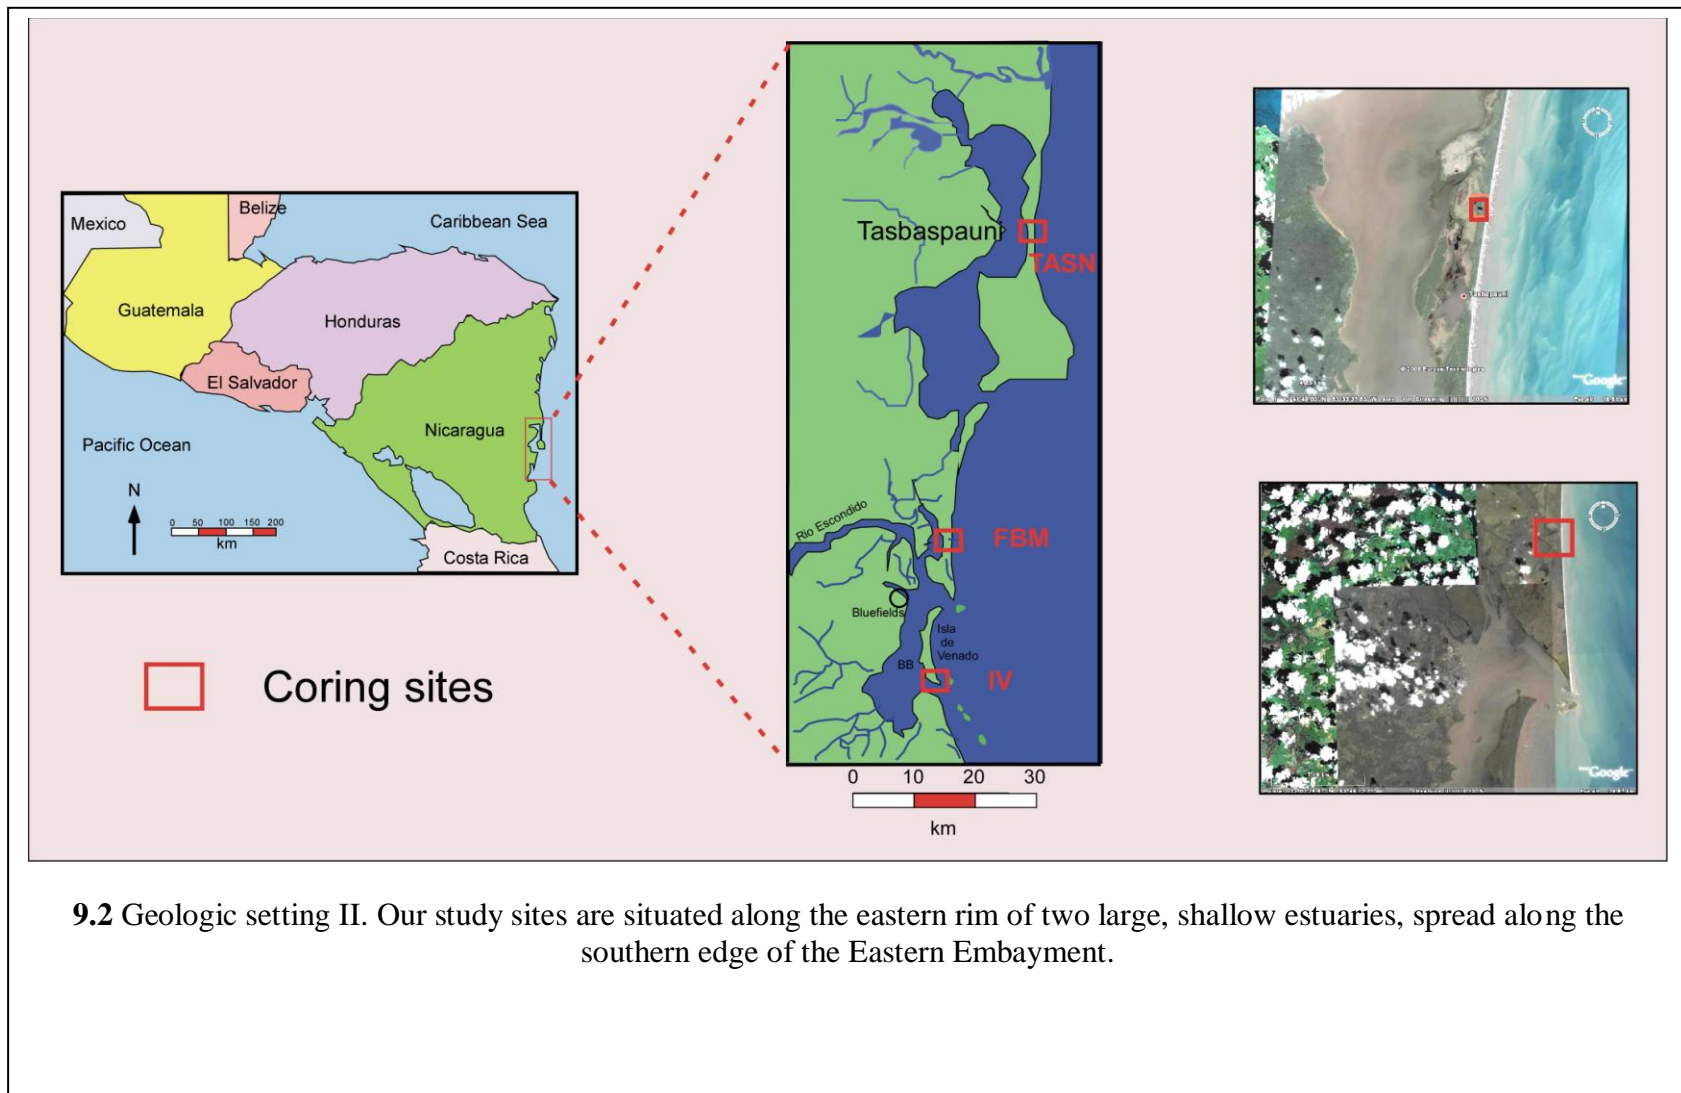 Mexico
Belize
Caribbean Sea
Guatemala
Honduras
El Salvador
Nicaragua
Pacific Ocean
N
0 50 100 150 200
km
Costa Rica
Coring sites
Tasbaspauni
TASN
Rio Escondido
FBM
Bluefields
Isla
de
Venado
BB
IV
0 10 20 30
km
Tasbapauni
Google
Google
9.2 Geologic setting II. Our study sites are situated along the eastern rim of two large, shallow estuaries, spread along the
southern edge of the Eastern Embayment.